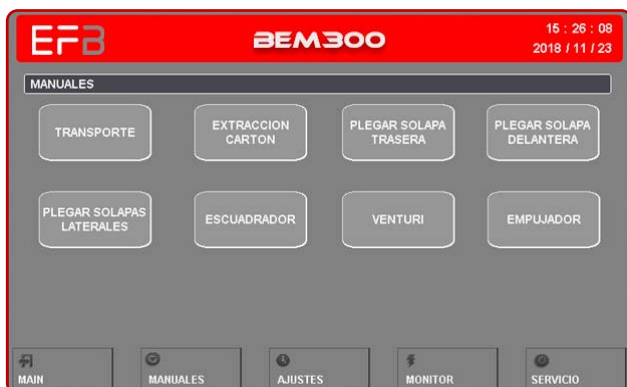 EFB
BEM300
15 : 26 : 08
2018 / 11 / 23
MANUALES
TRANSPORTE
EXTRACCION
CARTON
PLEGAR SOLAPA
TRASERA
PLEGAR SOLAPA
DELANTERA
PLEGAR SOLAPAS
LATERALES
ESCUADRADOR
VENTURI
EMPUJADOR
MAIN
MANUALES
AJUSTES
MONITOR
SERVICIO